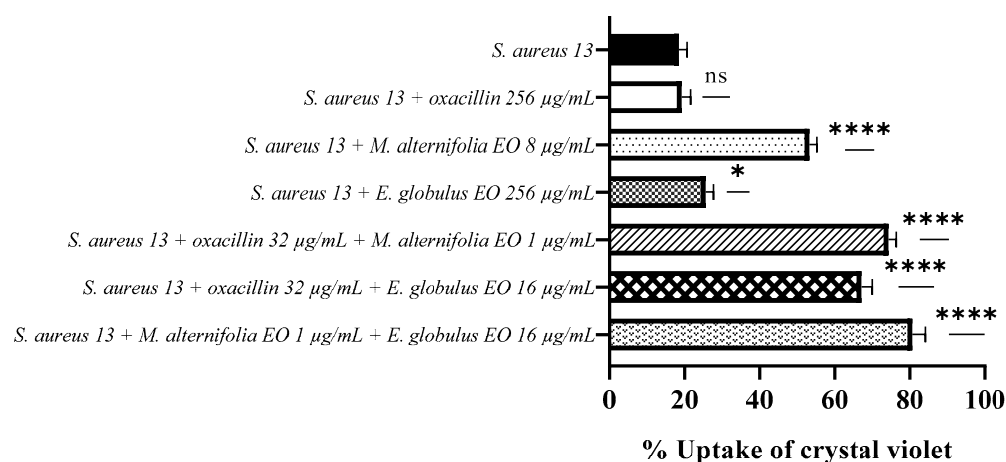 S. aureus 13
ns
S. aureus 13 + oxacillin 256 µg/mL
****
S. aureus 13 + M. alternifolia EO 8 µg/mL
*
S. aureus 13 + E. globulus EO 256 µg/mL
****
S. aureus 13 + oxacillin 32 µg/mL + M. alternifolia EO 1 µg/mL
****
S. aureus 13 + oxacillin 32 µg/mL + E. globulus EO 16 µg/mL
****
S. aureus 13 + M. alternifolia EO 1 µg/mL + E. globulus EO 16 µg/mL
0 20 40 60 80 100
% Uptake of crystal violet